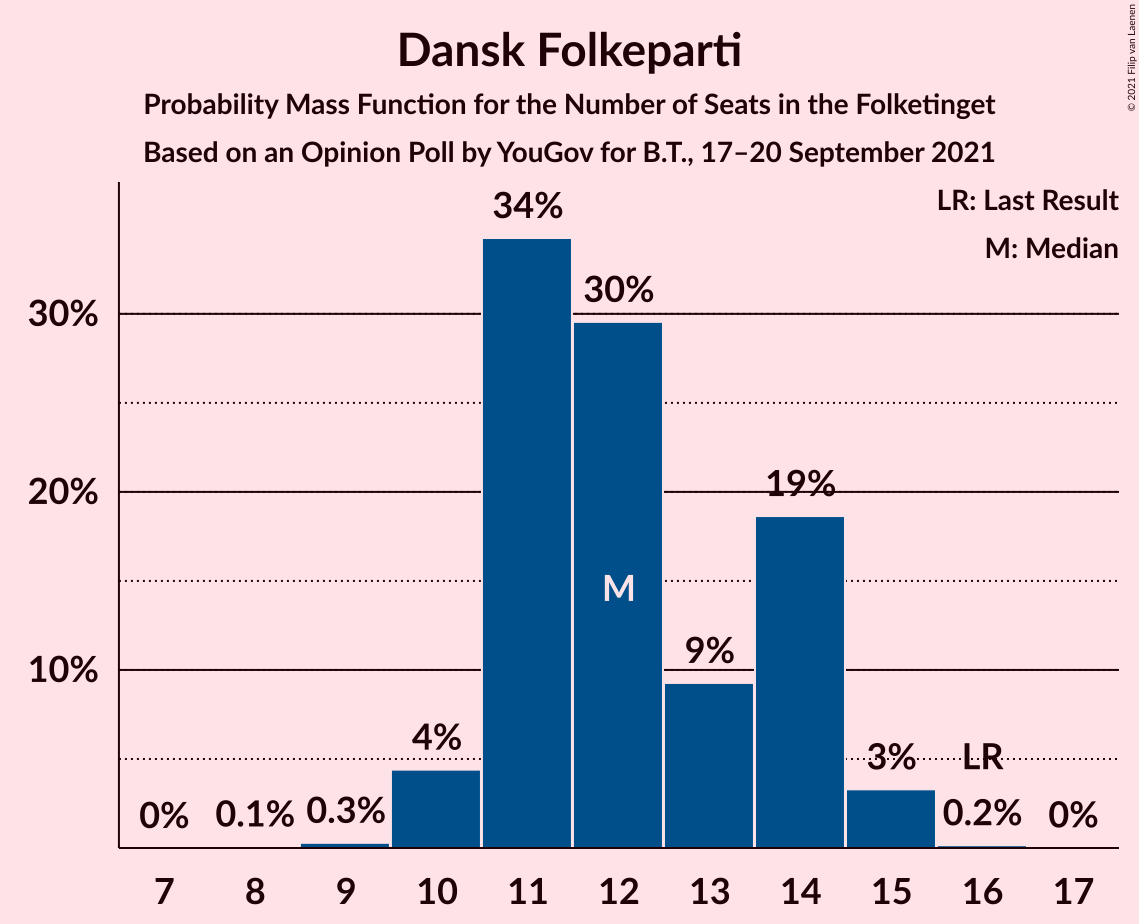 Dansk Folkeparti
Probability Mass Function for the Number of Seats in the Folketinget
Based on an Opinion Poll by YouGov for B.T., 17–20 September 2021
© 2021 Filip van Laenen
LR: Last Result
M: Median
34%
30%
30%
20%
19%
M
10%
9%
4%
3%
LR
0%
0.1%
0.3%
0.2%
0%
7 8 9 10 11 12 13 14 15 16 17